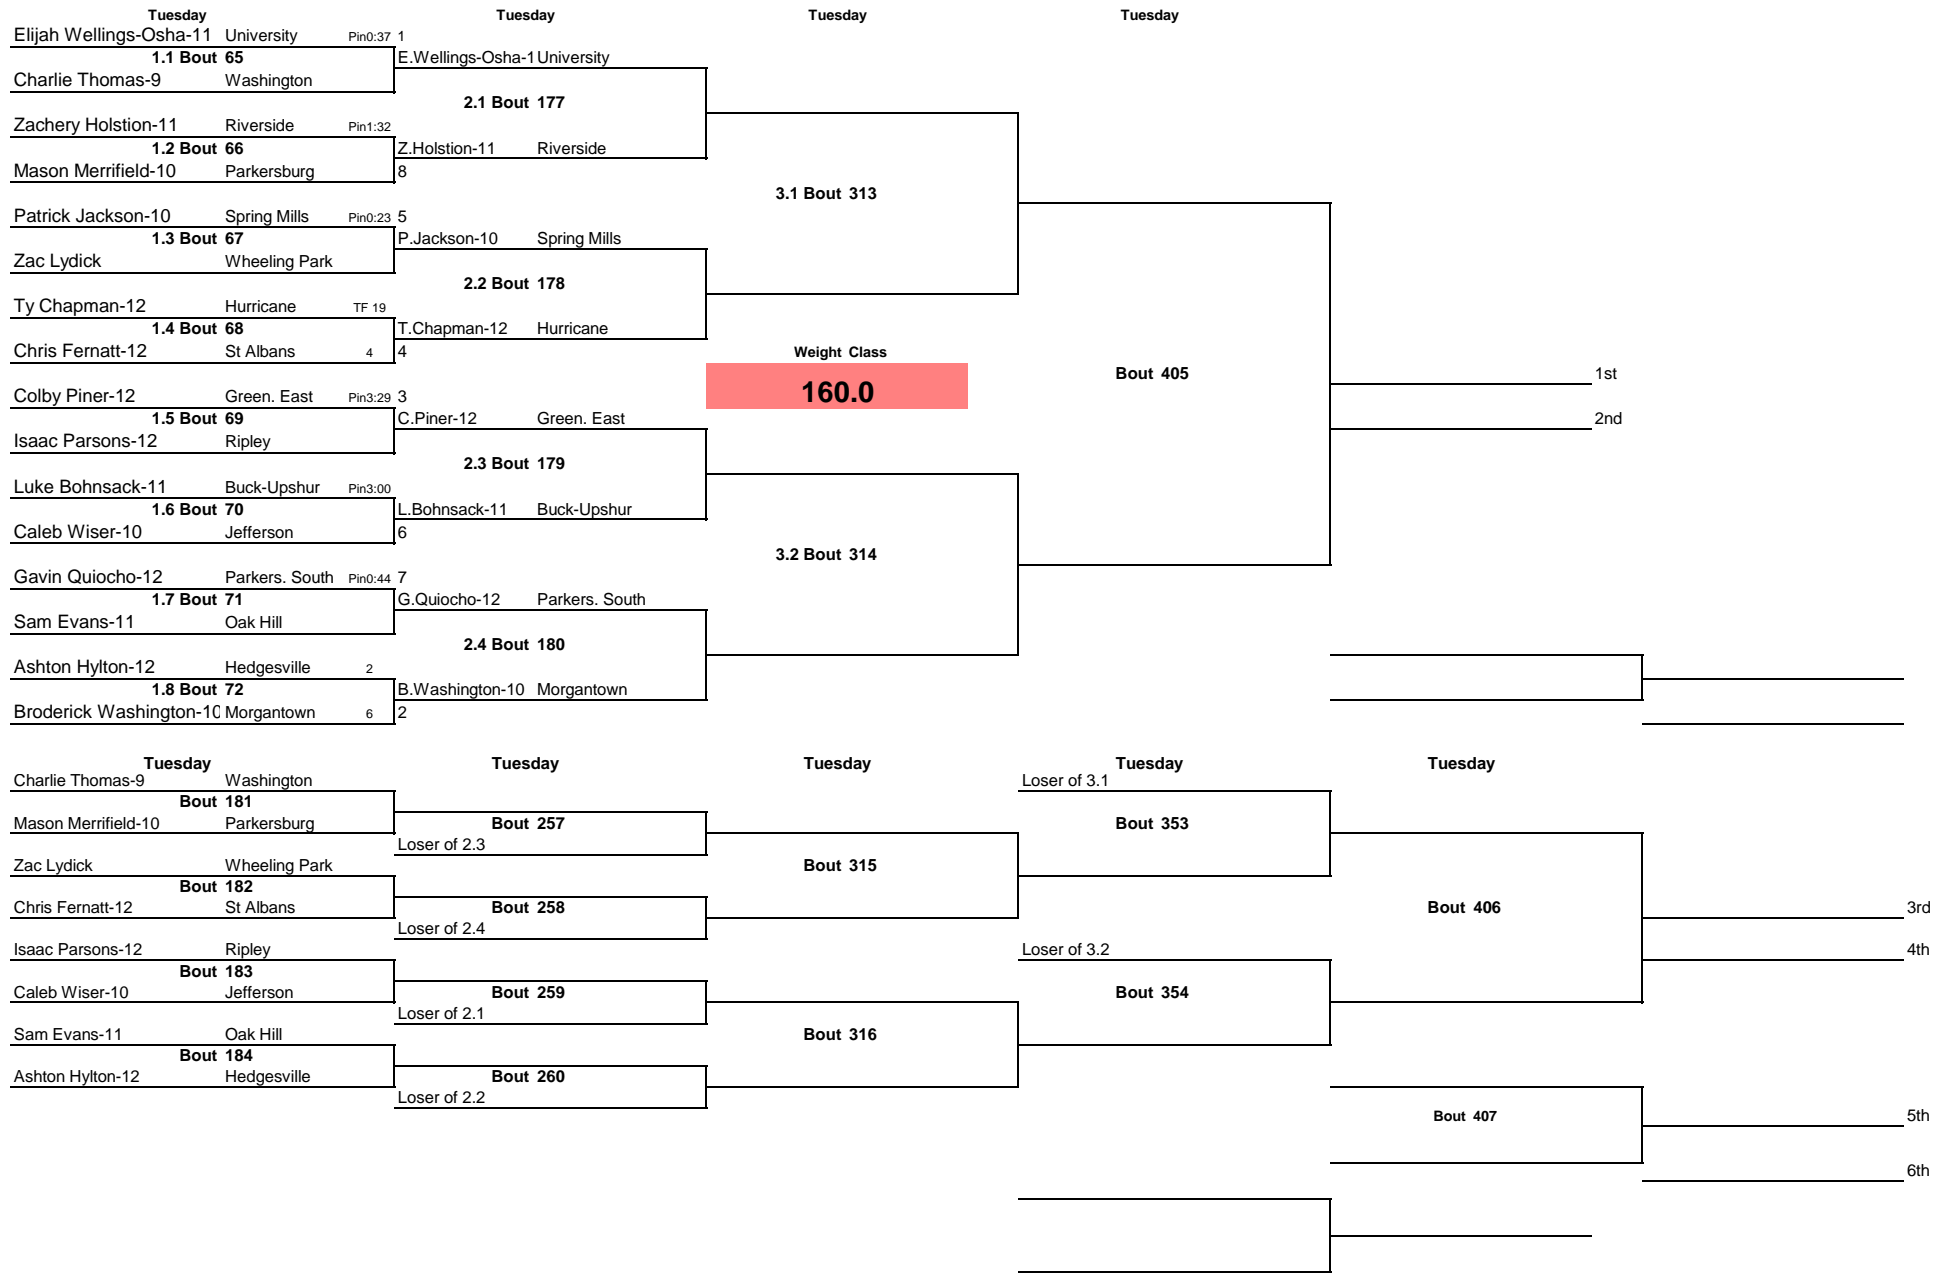 Tuesday Tuesday Tuesday Tuesday
Elijah Wellings-Osha-11 University Pin0:37 1
1.1 Bout 65 E.Wellings-Osha-1 University
Charlie Thomas-9 Washington
2.1 Bout 177
Zachery Holstion-11 Riverside Pin1:32
1.2 Bout 66 Z.Holstion-11 Riverside
Mason Merrifield-10 Parkersburg 8
3.1 Bout 313
Patrick Jackson-10 Spring Mills Pin0:23 5
1.3 Bout 67 P.Jackson-10 Spring Mills
Zac Lydick Wheeling Park
2.2 Bout 178
Ty Chapman-12 Hurricane TF 19
1.4 Bout 68 T.Chapman-12 Hurricane
Chris Fernatt-12 St Albans 4 4 Weight Class
Bout 405 1st
Colby Piner-12 Green. East Pin3:29 3 160.0
1.5 Bout 69 C.Piner-12 Green. East 2nd
Isaac Parsons-12 Ripley
2.3 Bout 179
Luke Bohnsack-11 Buck-Upshur Pin3:00
1.6 Bout 70 L.Bohnsack-11 Buck-Upshur
Caleb Wiser-10 Jefferson 6
3.2 Bout 314
Gavin Quiocho-12 Parkers. South Pin0:44 7
1.7 Bout 71 G.Quiocho-12 Parkers. South
Sam Evans-11 Oak Hill
2.4 Bout 180
Ashton Hylton-12 Hedgesville 2
1.8 Bout 72 B.Washington-10 Morgantown
Broderick Washington-10 Morgantown 6 2
Tuesday Tuesday Tuesday Tuesday Tuesday
Charlie Thomas-9 Washington Loser of 3.1
Bout 181
Mason Merrifield-10 Parkersburg Bout 257 Bout 353
Loser of 2.3
Zac Lydick Wheeling Park Bout 315
Bout 182
Chris Fernatt-12 St Albans Bout 258 Bout 406 3rd
Loser of 2.4
Isaac Parsons-12 Ripley Loser of 3.2 4th
Bout 183
Caleb Wiser-10 Jefferson Bout 259 Bout 354
Loser of 2.1
Sam Evans-11 Oak Hill Bout 316
Bout 184
Ashton Hylton-12 Hedgesville Bout 260
Loser of 2.2
Bout 407 5th
6th